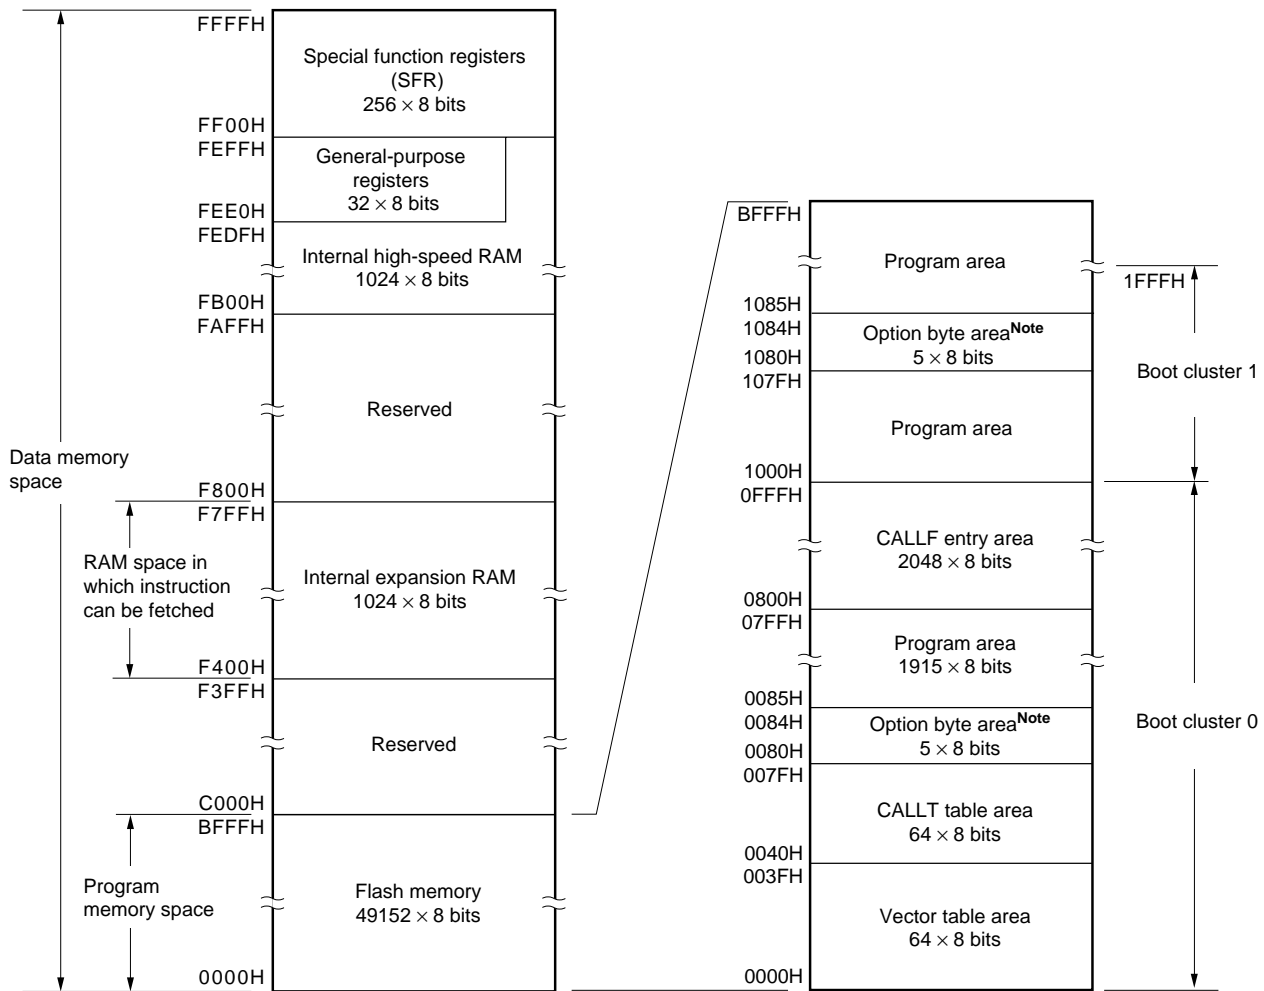 FFFFH
Special function registers
(SFR)
256 × 8 bits
FF00H
FEFFH
General-purpose
registers
32 × 8 bits
FEE0H
FEDFH
Internal high-speed RAM
1024 × 8 bits
FB00H
FAFFH
Reserved
Data memory
space
F800H
F7FFH
RAM space in
which instruction
can be fetched
Internal expansion RAM
1024 × 8 bits
F400H
F3FFH
Reserved
C000H
BFFFH
Program
memory space
Flash memory
49152 × 8 bits
0000H
BFFFH
Program area
1FFFH
1085H
1084H
Option byte area Note
5 × 8 bits
1080H
107FH
Boot cluster 1
Program area
1000H
0FFFH
CALLF entry area
2048 × 8 bits
0800H
07FFH
Program area
1915 × 8 bits
0085H
0084H
Option byte area Note
5 × 8 bits
Boot cluster 0
0080H
007FH
CALLT table area
64 × 8 bits
0040H
003FH
Vector table area
64 × 8 bits
0000H